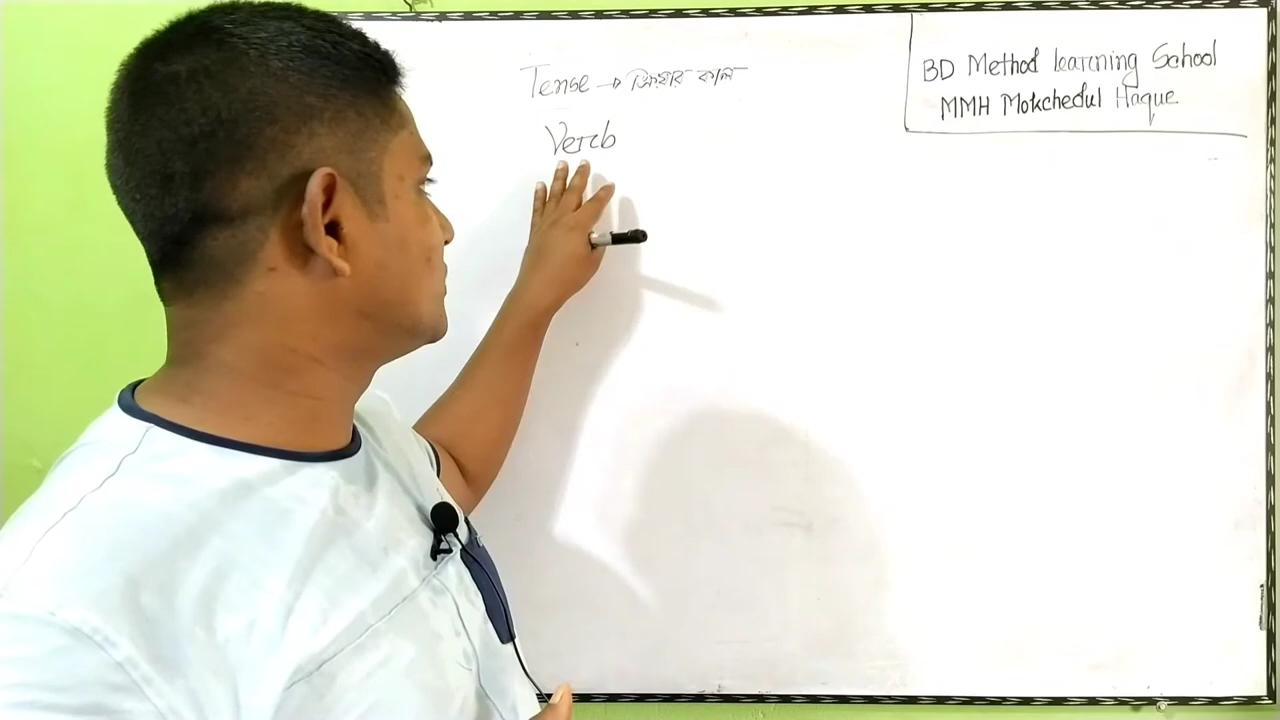 Tense → ক্রিয়ার কাল
Verb
BD Method Learning School
MMH Mokchedul Haque